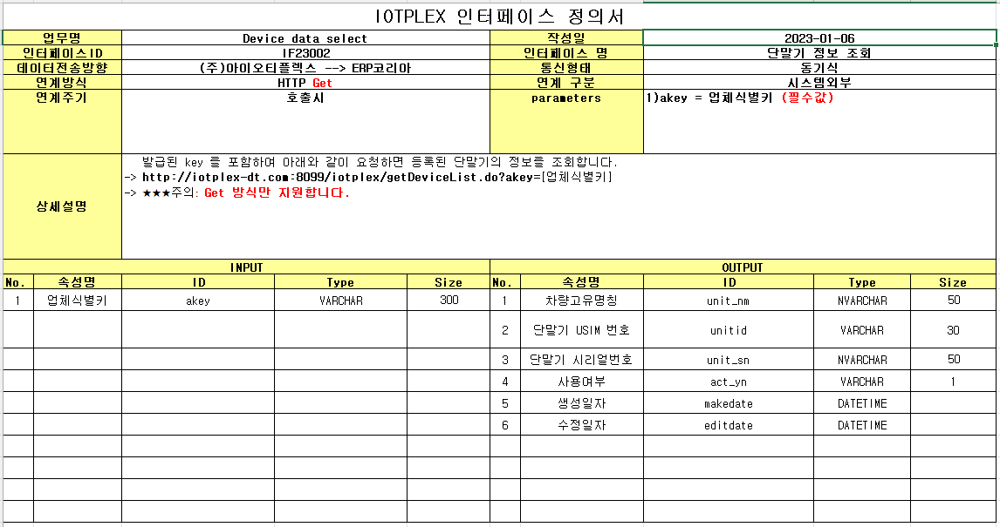 IOTPLEX 인터페이스 정의서
업무명 Device data select 작성일 2023-01-06
인터페이스ID IF23002 인터페이스 명 단말기 정보 조회
데이터전송방향 (주)아이오티플렉스 --> ERP코리아 통신형태 동기식
연계방식 HTTP Get 연계 구분 시스템외부
연계주기 호출시 parameters 1)akey = 업체식별키 (필수값)
발급된 key 를 포함하여 아래와 같이 요청하면 등록된 단말기의 정보를 조회합니다.
-> http://iotplex-dt.com:8099/iotplex/getDeviceList.do?akey=[업체식별키]
-> ★★★주의: Get 방식만 지원합니다.
상세설명
INPUT OUTPUT
No. 속성명 ID Type Size No. 속성명 ID Type Size
1 업체식별키 akey VARCHAR 300 1 차량고유명칭 unit_nm NVARCHAR 50
2 단말기 USIM 번호 unitid VARCHAR 30
3 단말기 시리얼번호 unit_sn NVARCHAR 50
4 사용여부 act_yn VARCHAR 1
5 생성일자 makedate DATETIME
6 수정일자 editdate DATETIME